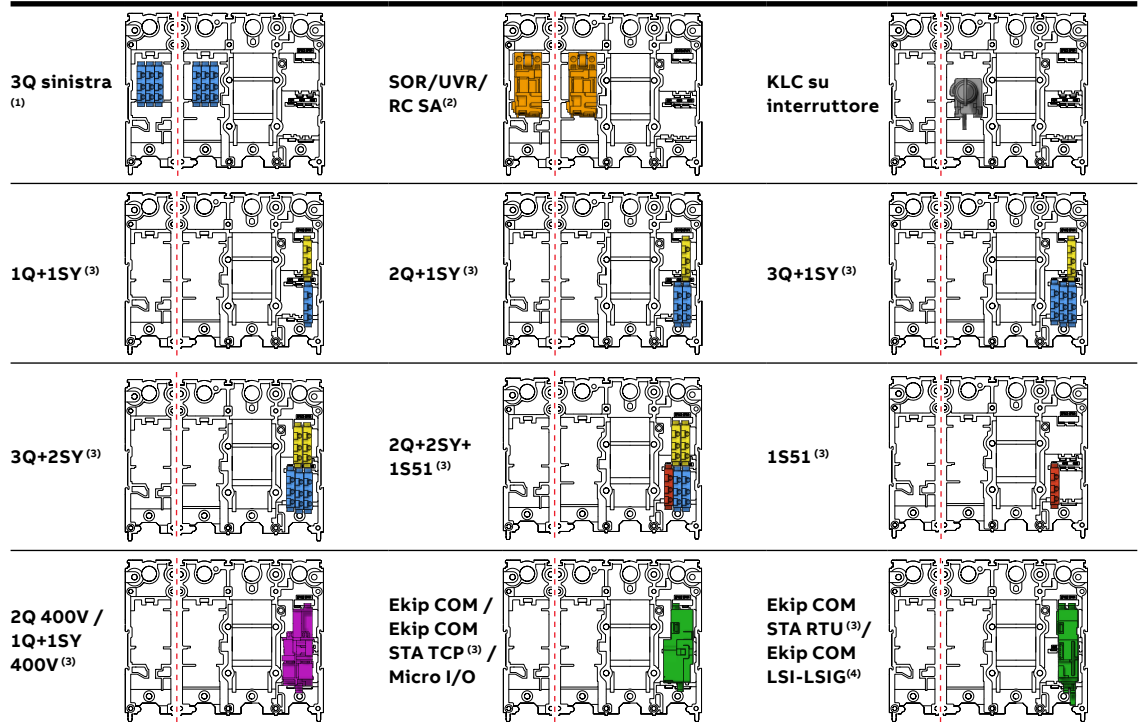 3Q sinistra
(1)
SOR/UVR/
RC SA(2)
KLC su
interruttore
1Q+1SY (3)
2Q+1SY (3)
3Q+1SY (3)
3Q+2SY (3)
2Q+2SY+
1S51 (3)
1S51 (3)
2Q 400V /
1Q+1SY
400V (3)
Ekip COM /
Ekip COM
STA TCP (3) /
Micro I/O
Ekip COM
STA RTU (3)/
Ekip COM
LSI-LSIG(4)